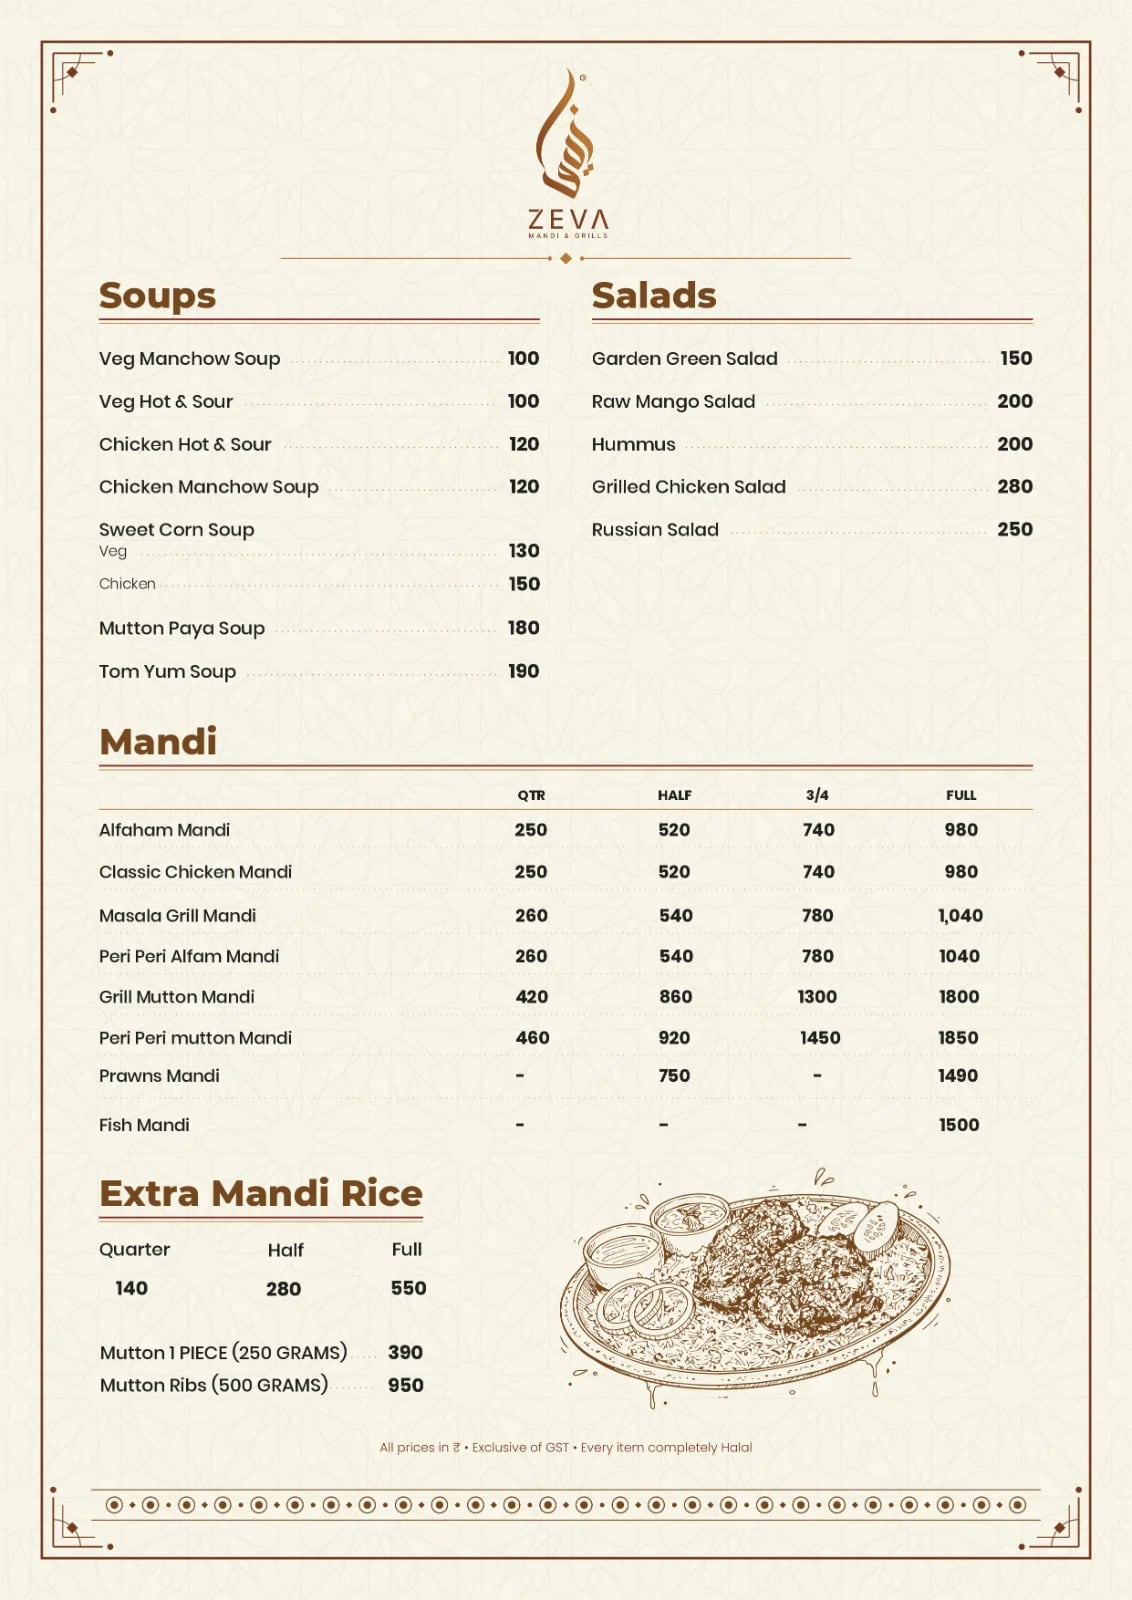 ZEVA
MANDI & GRILLS
Soups
Veg Manchow Soup 100
Veg Hot & Sour 100
Chicken Hot & Sour 120
Chicken Manchow Soup 120
Sweet Corn Soup
Veg 130
Chicken 150
Mutton Paya Soup 180
Tom Yum Soup 190
Salads
Garden Green Salad 150
Raw Mango Salad 200
Hummus 200
Grilled Chicken Salad 280
Russian Salad 250
Mandi
QTR HALF 3/4 FULL
Alfaham Mandi 250 520 740 980
Classic Chicken Mandi 250 520 740 980
Masala Grill Mandi 260 540 780 1,040
Peri Peri Alfam Mandi 260 540 780 1040
Grill Mutton Mandi 420 860 1300 1800
Peri Peri mutton Mandi 460 920 1450 1850
Prawns Mandi - 750 - 1490
Fish Mandi - - - 1500
Extra Mandi Rice
Quarter Half Full
140 280 550
Mutton 1 PIECE (250 GRAMS) 390
Mutton Ribs (500 GRAMS) 950
All prices in ₹ • Exclusive of GST • Every item completely Halal